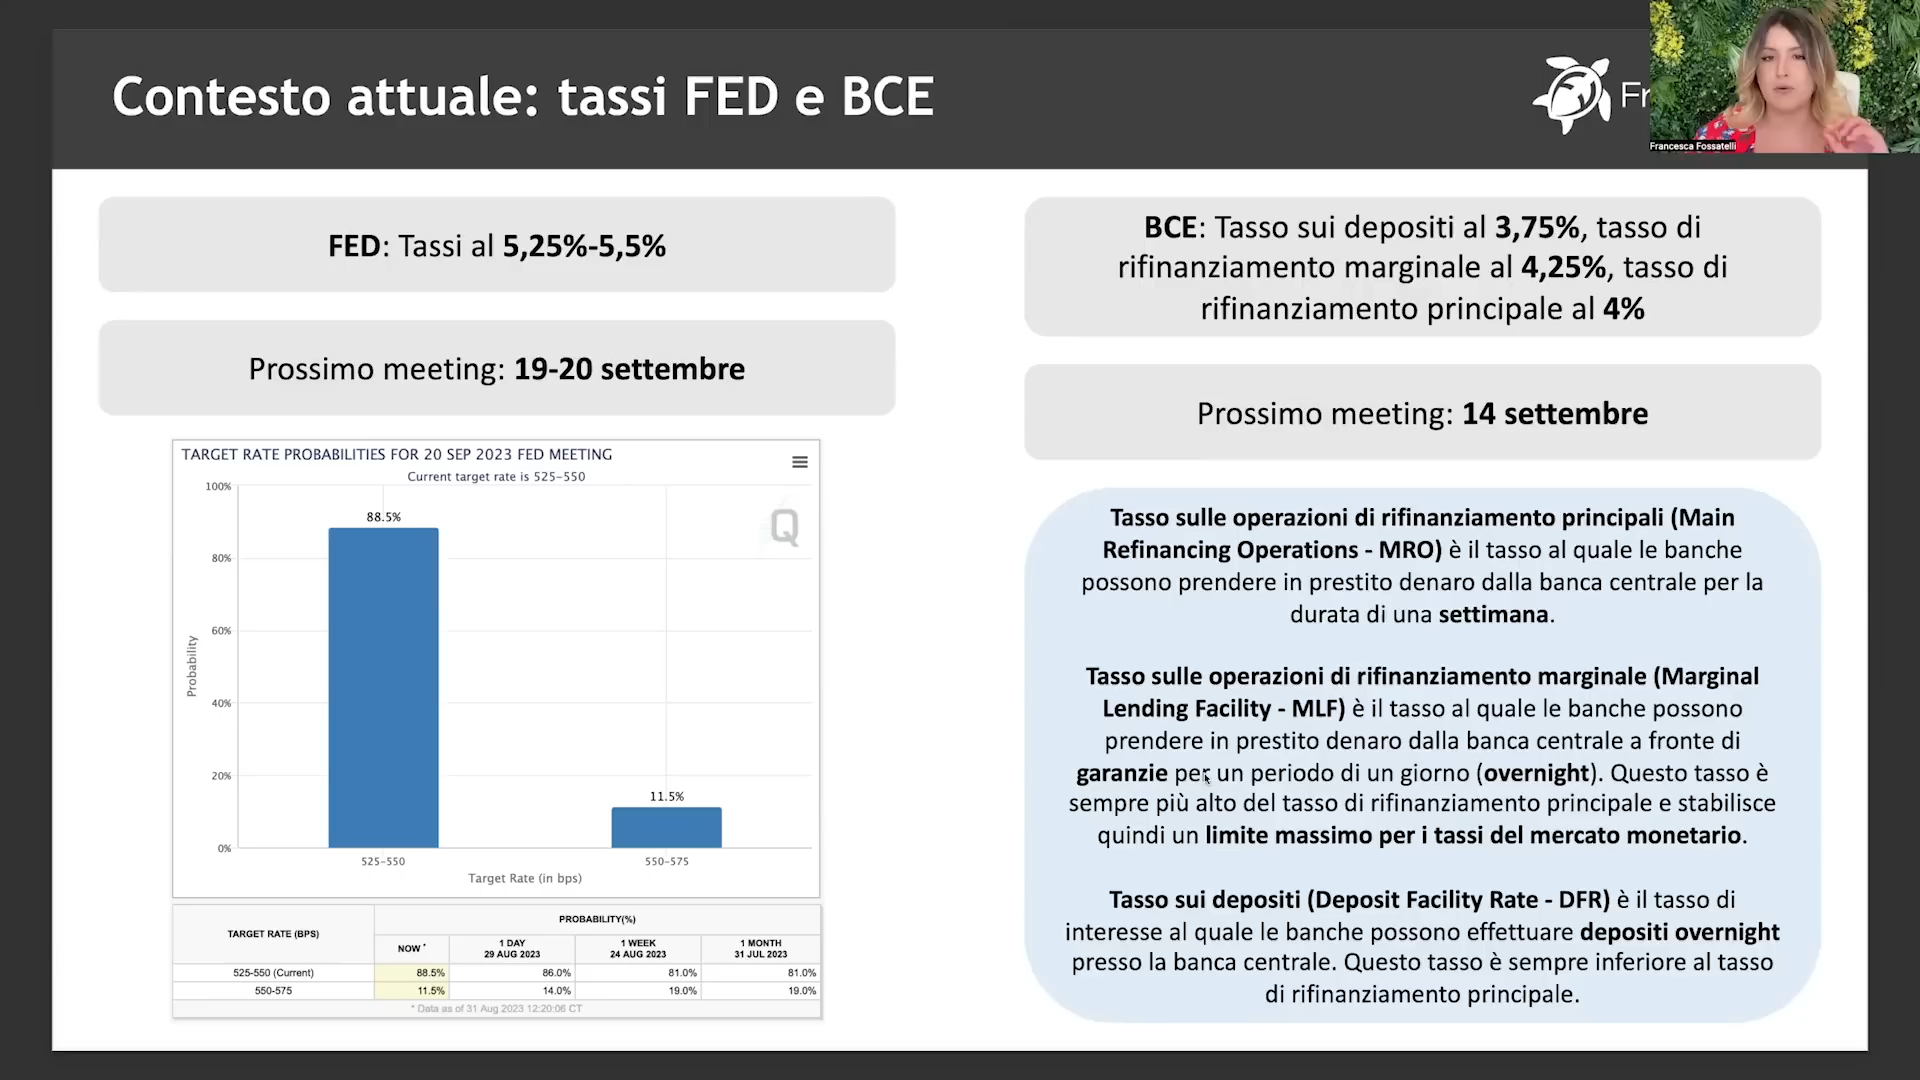 Contesto attuale: tassi FED e BCE
Fr
Francesca Fossatelli
FED: Tassi al 5,25%-5,5%
Prossimo meeting: 19-20 settembre
TARGET RATE PROBABILITIES FOR 20 SEP 2023 FED MEETING
Current target rate is 525-550
Q
Probability
100%
80%
60%
40%
20%
0%
88.5%
11.5%
525-550
550-575
Target Rate (in bps)
TARGET RATE (BPS)
PROBABILITY(%)
NOW *
1 DAY
29 AUG 2023
1 WEEK
24 AUG 2023
1 MONTH
31 JUL 2023
525-550 (Current) 88.5% 86.0% 81.0% 81.0%
550-575 11.5% 14.0% 19.0% 19.0%
* Data as of 31 Aug 2023 12:20:06 CT
BCE: Tasso sui depositi al 3,75%, tasso di
rifinanziamento marginale al 4,25%, tasso di
rifinanziamento principale al 4%
Prossimo meeting: 14 settembre
Tasso sulle operazioni di rifinanziamento principali (Main
Refinancing Operations - MRO) è il tasso al quale le banche
possono prendere in prestito denaro dalla banca centrale per la
durata di una settimana.
Tasso sulle operazioni di rifinanziamento marginale (Marginal
Lending Facility - MLF) è il tasso al quale le banche possono
prendere in prestito denaro dalla banca centrale a fronte di
garanzie per un periodo di un giorno (overnight). Questo tasso è
sempre più alto del tasso di rifinanziamento principale e stabilisce
quindi un limite massimo per i tassi del mercato monetario.
Tasso sui depositi (Deposit Facility Rate - DFR) è il tasso di
interesse al quale le banche possono effettuare depositi overnight
presso la banca centrale. Questo tasso è sempre inferiore al tasso
di rifinanziamento principale.